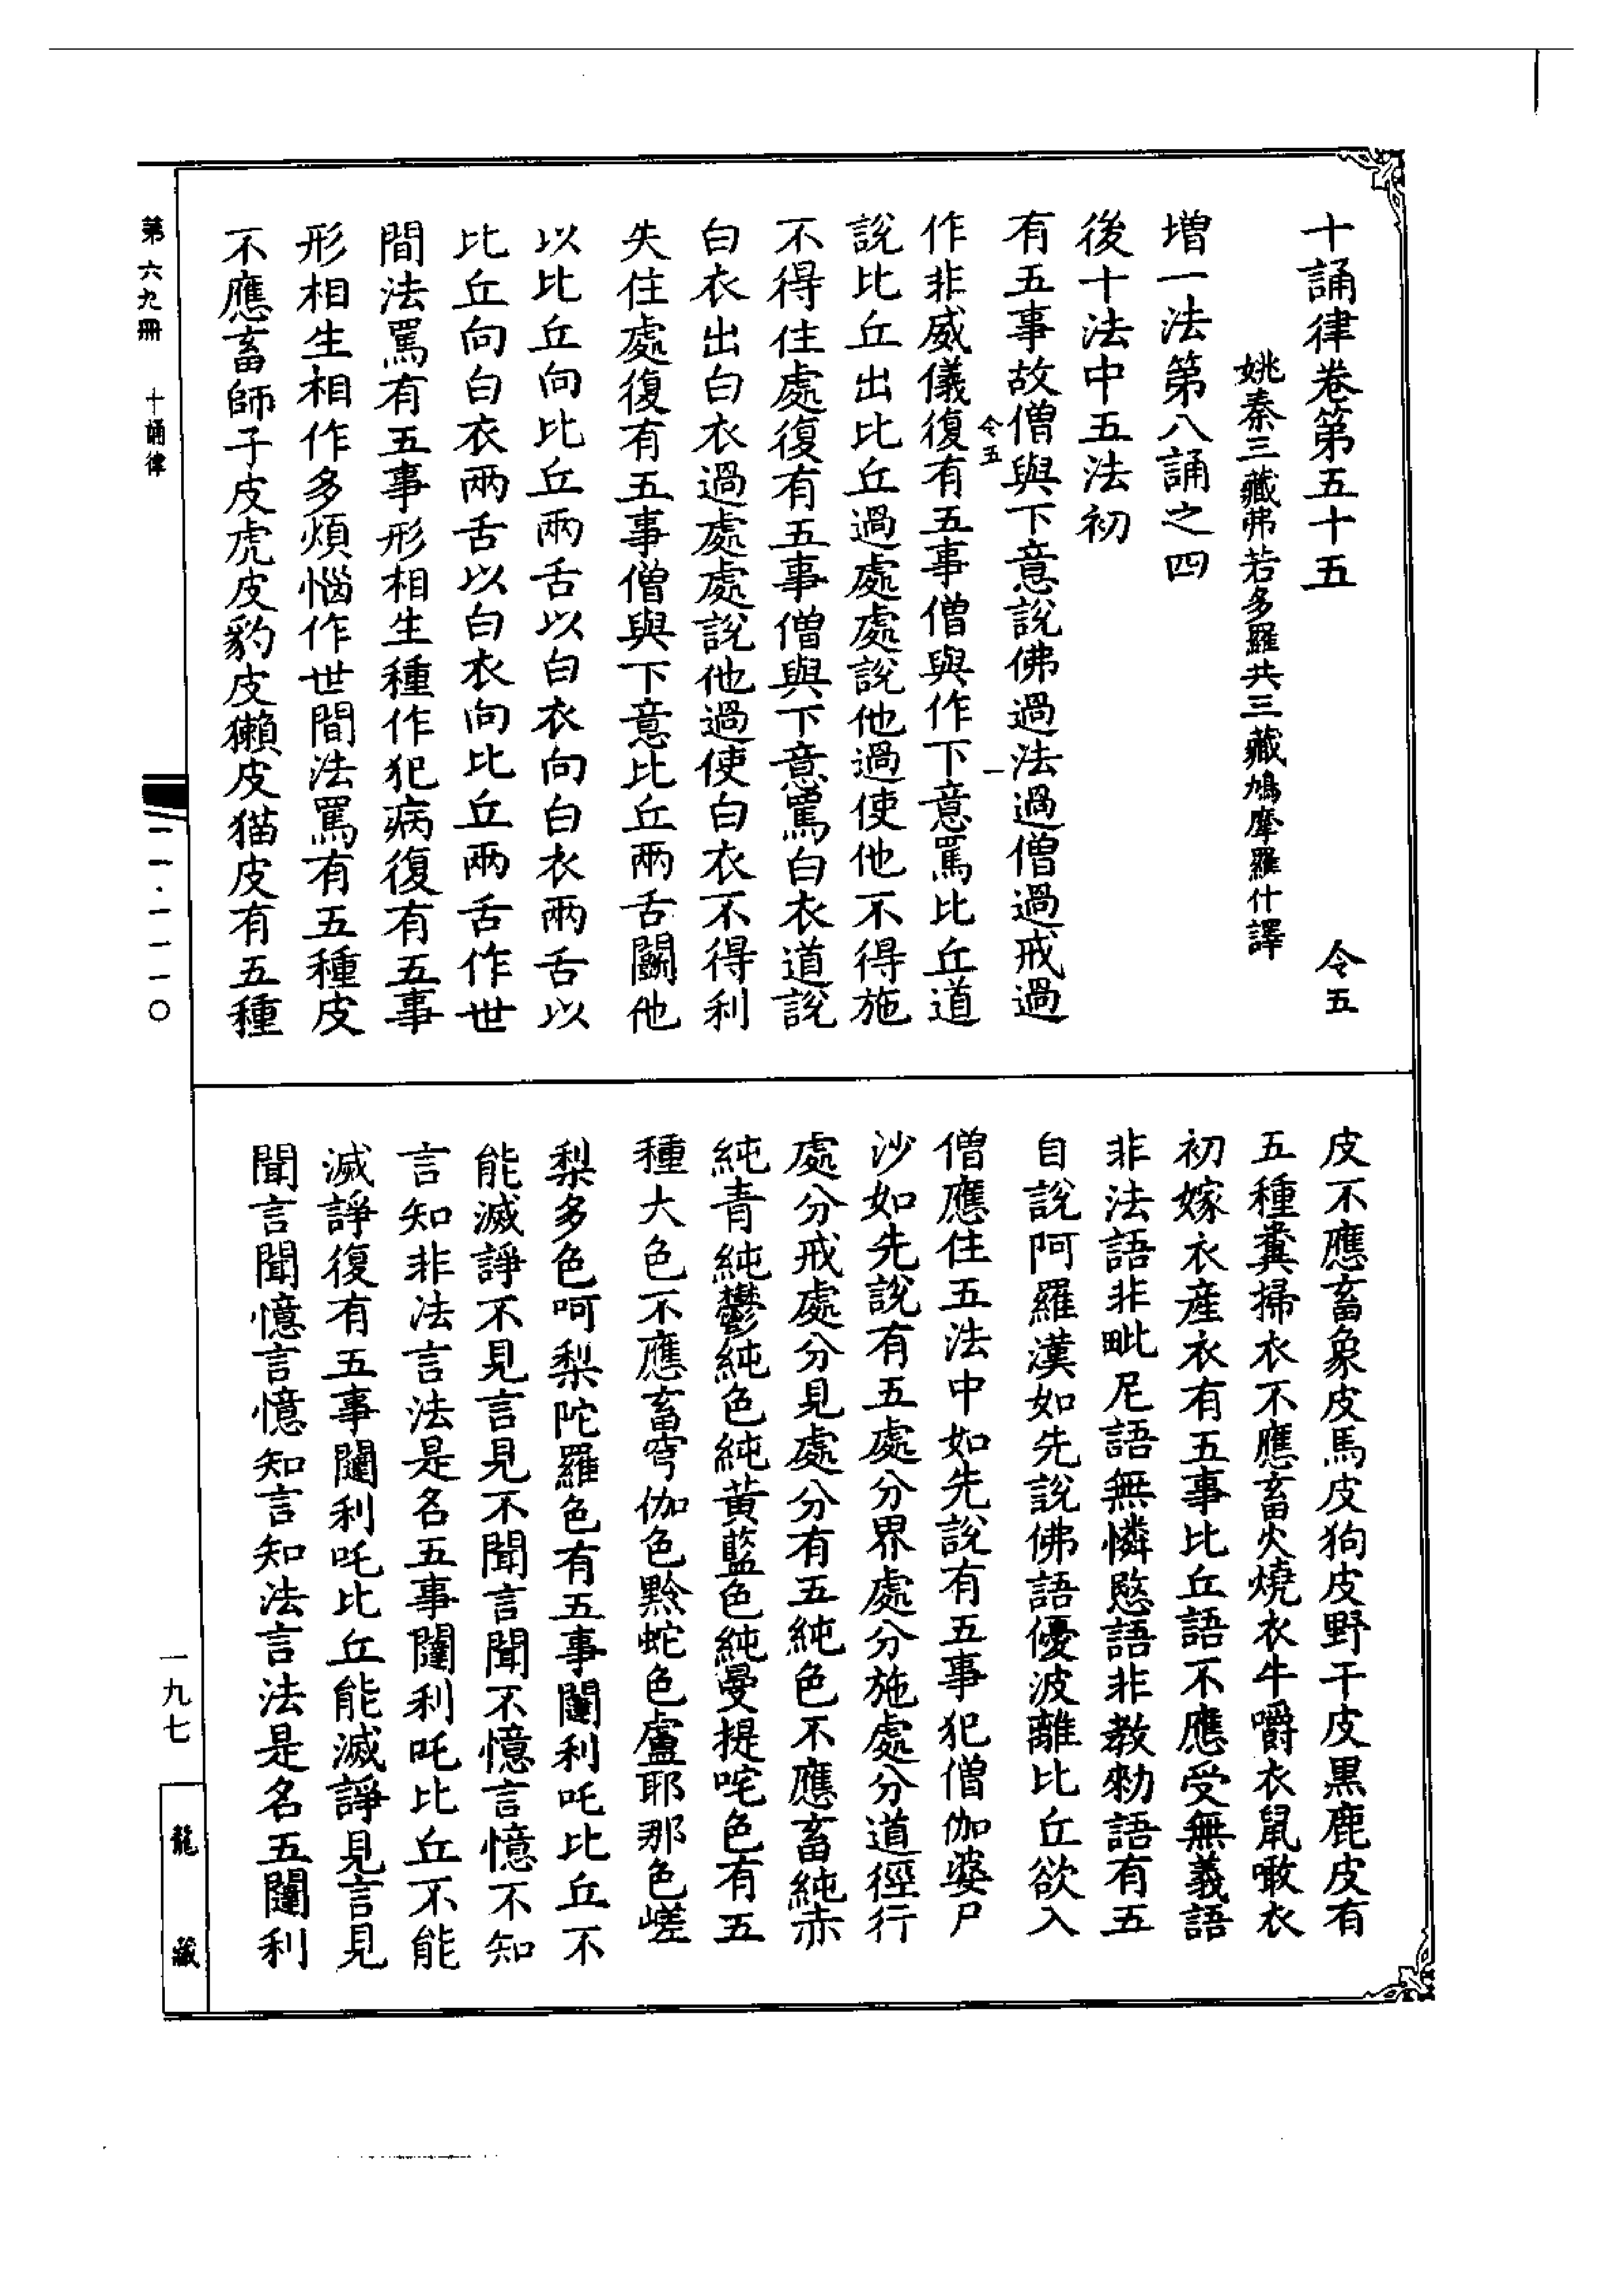 十誦律卷第五十五　令五
姚秦三藏弗若多羅共三藏鳩摩羅什譯
增一法第八誦之四
後十法中五法初
有五事故僧與下意說佛過法過僧過戒過
令五　一
作非威儀復有五事僧與作下意罵比丘道
說比丘出比丘過處處說他過使他不得施
不得住處復有五事僧與下意罵白衣道說
白衣出白衣過處處說他過使白衣不得利
失住處復有五事僧與下意比丘兩舌鬪他
以比丘向比丘兩舌以白衣向白衣兩舌以
比丘向白衣兩舌以白衣向比丘兩舌作世
間法罵有五事形相生種作犯病復有五事
形相生相作多煩惱作世間法罵有五種皮
不應畜師子皮虎皮豹皮獺皮猫皮有五種
皮不應畜象皮馬皮狗皮野干皮黑鹿皮有
五種糞掃衣不應畜火燒衣牛嚼衣鼠噉衣
初嫁衣產衣有五事比丘語不應受無義語
非法語非毗尼語無憐愍語非教勑語有五
自說阿羅漢如先說佛語優波離比丘欲入
僧應住五法中如先說有五事犯僧伽婆尸
沙如先說有五處分界處分施處分道徑行
處分戒處分見處分有五純色不應畜純赤
純青純鬱純色純黃藍色純曼提咤色有五
種大色不應畜穹伽色黔蛇色盧耶那色嵯
梨多色呵梨陀羅色有五事闥利吒比丘不
能滅諍不見言見不聞言聞不憶言憶不知
言知非法言法是名五事闥利吒比丘不能
滅諍復有五事闥利吒比丘能滅諍見言見
聞言聞憶言憶知言知法言法是名五闥利
第六九冊　十誦律　一一·一一一〇　一九七　龍藏